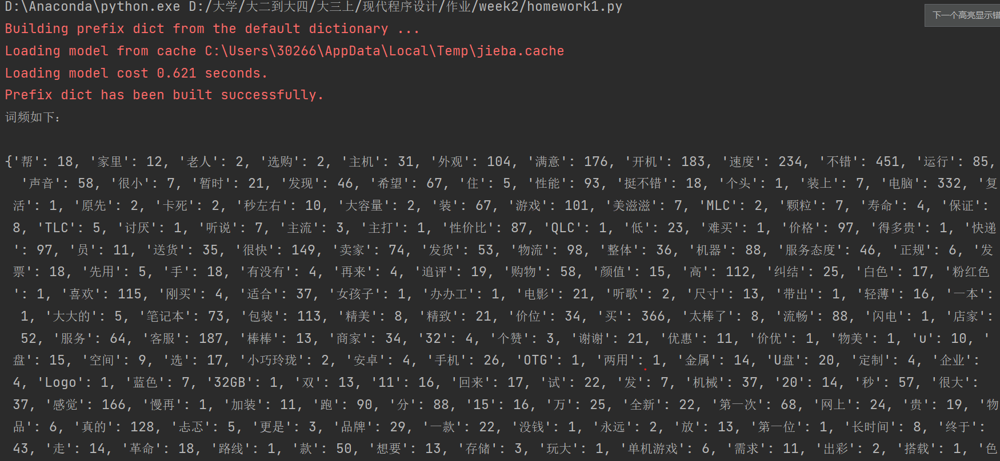 D:\Anaconda\python.exe D:/大学/大二到大四/大三上/现代程序设计/作业/week2/homework1.py
下一个高亮显示错
Building prefix dict from the default dictionary ...
Loading model from cache C:\Users\30266\AppData\Local\Temp\jieba.cache
Loading model cost 0.621 seconds.
Prefix dict has been built successfully.
词频如下:
{'帮': 18, '家里': 12, '老人': 2, '选购': 2, '主机': 31, '外观': 104, '满意': 176, '开机': 183, '速度': 234, '不错': 451, '运行': 85,
'声音': 58, '很小': 7, '暂时': 21, '发现': 46, '希望': 67, '住': 5, '性能': 93, '挺不错': 18, '个头': 1, '装上': 7, '电脑': 332, '复
活': 1, '原先': 2, '卡死': 2, '秒左右': 10, '大容量': 2, '装': 67, '游戏': 101, '美滋滋': 7, 'MLC': 2, '颗粒': 7, '寿命': 4, '保证':
8, 'TLC': 5, '讨厌': 1, '听说': 7, '主流': 3, '主打': 1, '性价比': 87, 'QLC': 1, '低': 23, '难买': 1, '价格': 97, '得多贵': 1, '快递
': 97, '员': 11, '送货': 35, '很快': 149, '卖家': 74, '发货': 53, '物流': 98, '整体': 36, '机器': 88, '服务态度': 46, '正规': 6, '发
票': 18, '先用': 5, '手': 18, '有没有': 4, '再来': 4, '追评': 19, '购物': 58, '颜值': 15, '高': 112, '纠结': 25, '白色': 17, '粉红色
': 1, '喜欢': 115, '刚买': 4, '适合': 37, '女孩子': 1, '办办工': 1, '电影': 21, '听歌': 2, '尺寸': 13, '带出': 1, '轻薄': 16, '一本':
1, '大大的': 5, '笔记本': 73, '包装': 113, '精美': 8, '精致': 21, '价位': 34, '买': 366, '太棒了': 8, '流畅': 88, '闪电': 1, '店家':
52, '服务': 64, '客服': 187, '棒棒': 13, '商家': 34, '32': 4, '个赞': 3, '谢谢': 21, '优惠': 11, '价优': 1, '物美': 1, 'u': 10, '
盘': 15, '空间': 9, '选': 17, '小巧玲珑': 2, '安卓': 4, '手机': 26, 'OTG': 1, '两用': 1, '金属': 14, 'U盘': 20, '定制': 4, '企业':
4, 'Logo': 1, '蓝色': 7, '32GB': 1, '双': 13, '11': 16, '回来': 17, '试': 22, '发': 7, '机械': 37, '20': 14, '秒': 57, '很大':
37, '感觉': 166, '慢再': 1, '加装': 11, '跑': 90, '分': 88, '15': 16, '万': 25, '全新': 22, '第一次': 68, '网上': 24, '贵': 19, '物
品': 6, '真的': 128, '忐忑': 5, '更是': 3, '品牌': 29, '一款': 22, '没钱': 1, '永远': 2, '放': 13, '第一位': 1, '长时间': 8, '终于':
43, '走': 14, '革命': 18, '路线': 1, '款': 50, '想要': 13, '存储': 3, '玩大': 1, '单机游戏': 6, '需求': 11, '出彩': 2, '搭载': 1, '色